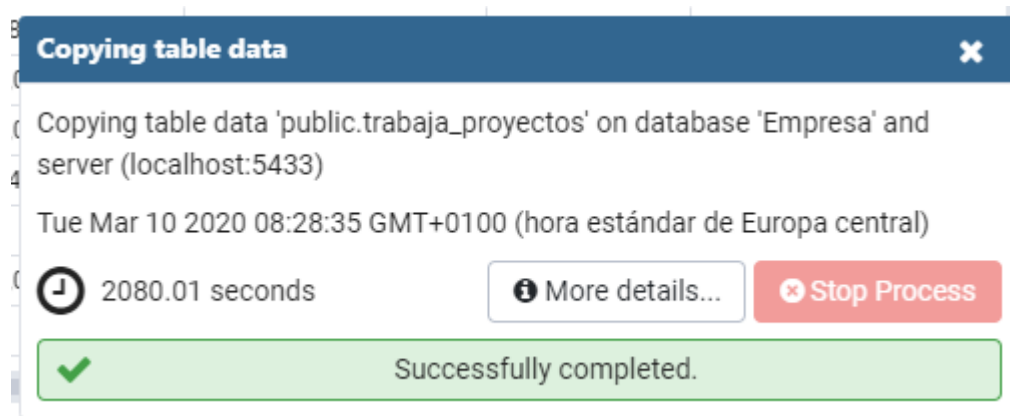 Copying table data
Copying table data 'public.trabaja_proyectos' on database 'Empresa' and
server (localhost:5433)
Tue Mar 10 2020 08:28:35 GMT+0100 (hora estándar de Europa central)
2080.01 seconds
More details...
Stop Process
Successfully completed.